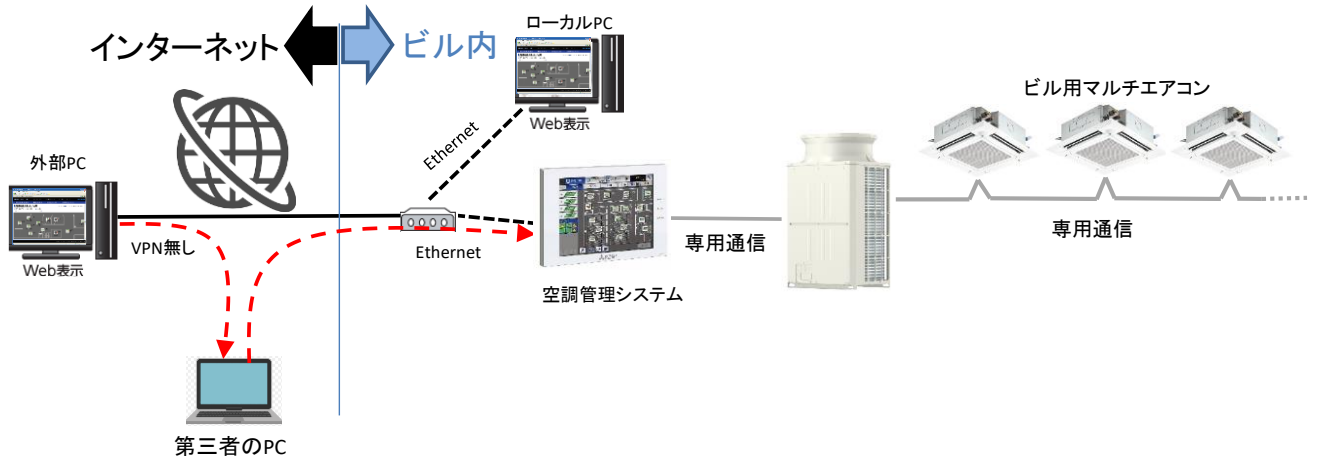 インターネット
ビル内
ローカルPC
Web表示
ビル用マルチエアコン
Ethernet
外部PC
VPN無し
Web表示
Ethernet
専用通信
専用通信
空調管理システム
第三者のPC